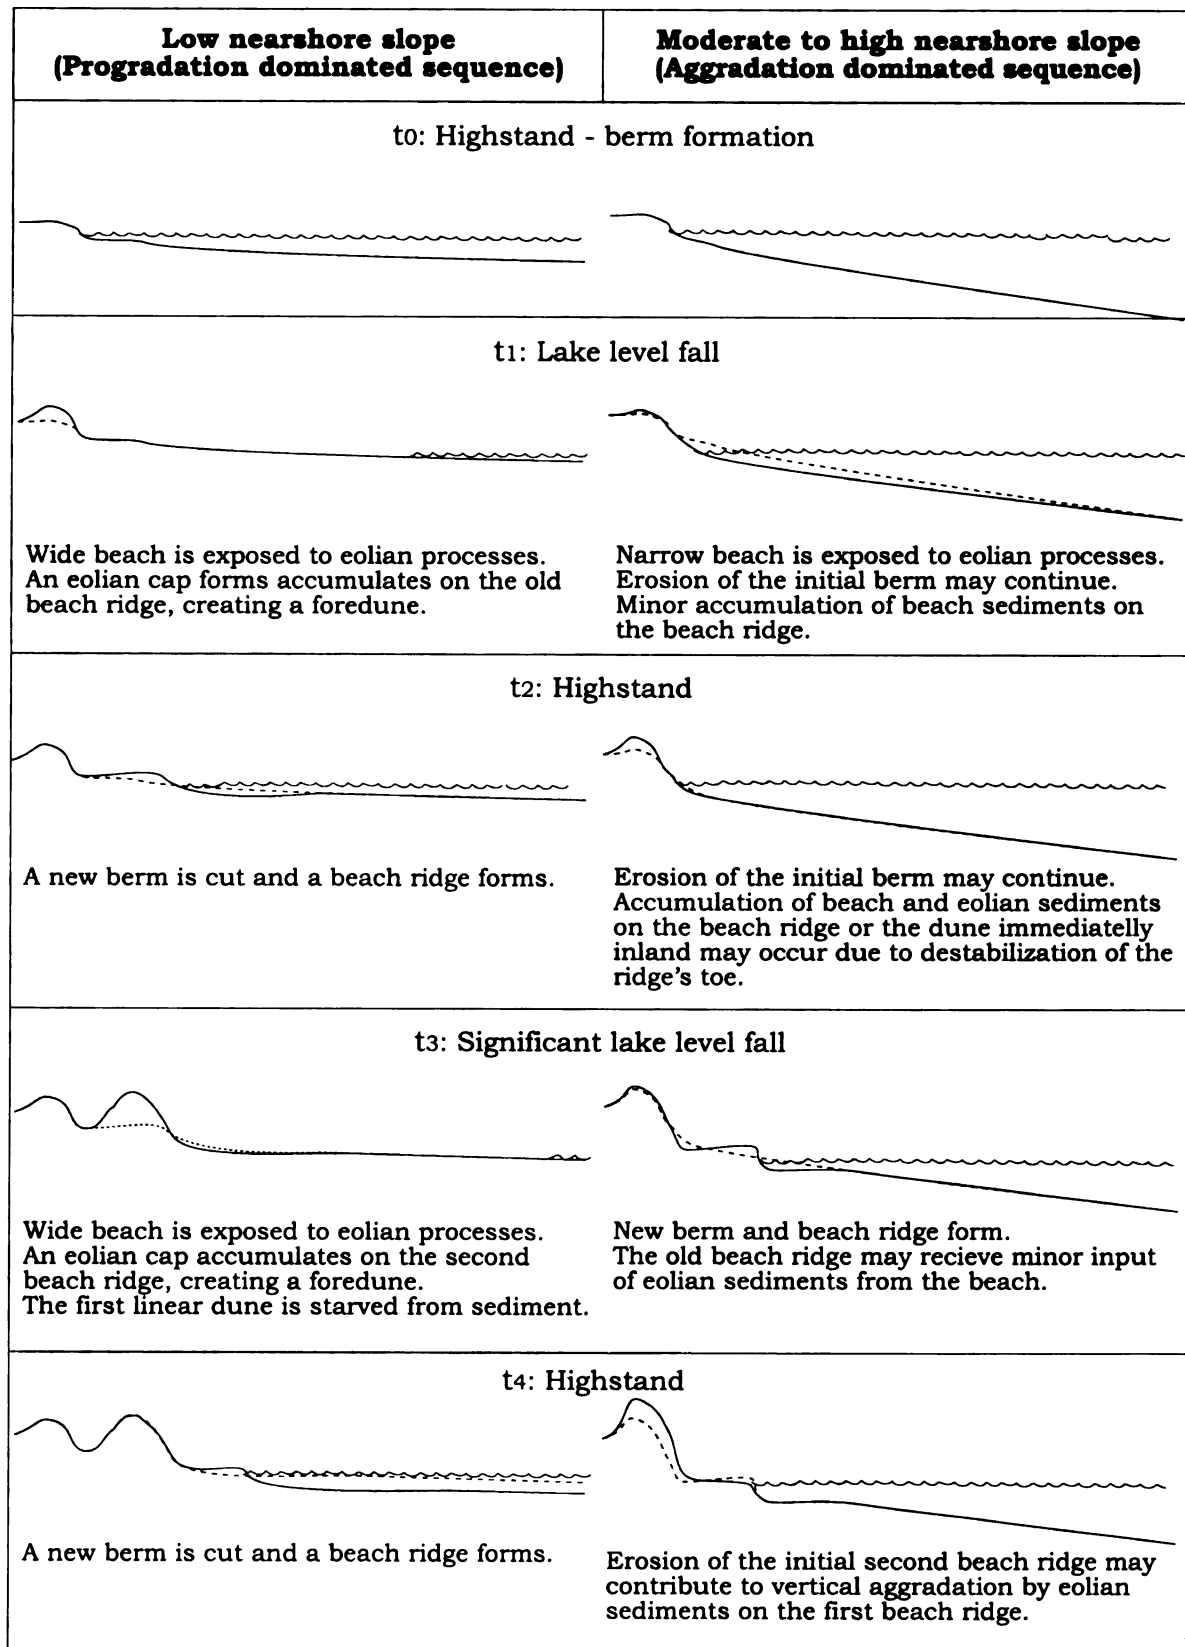 Low nearshore slope
(Progradation dominated sequence)
Moderate to high nearshore slope
(Aggradation dominated sequence)
t0: Highstand - berm formation
t1: Lake level fall
Wide beach is exposed to eolian processes.
An eolian cap forms accumulates on the old
beach ridge, creating a foredune.
Narrow beach is exposed to eolian processes.
Erosion of the initial berm may continue.
Minor accumulation of beach sediments on
the beach ridge.
t2: Highstand
A new berm is cut and a beach ridge forms.
Erosion of the initial berm may continue.
Accumulation of beach and eolian sediments
on the beach ridge or the dune immediatelly
inland may occur due to destabilization of the
ridge's toe.
t3: Significant lake level fall
Wide beach is exposed to eolian processes.
An eolian cap accumulates on the second
beach ridge, creating a foredune.
The first linear dune is starved from sediment.
New berm and beach ridge form.
The old beach ridge may recieve minor input
of eolian sediments from the beach.
t4: Highstand
A new berm is cut and a beach ridge forms.
Erosion of the initial second beach ridge may
contribute to vertical aggradation by eolian
sediments on the first beach ridge.